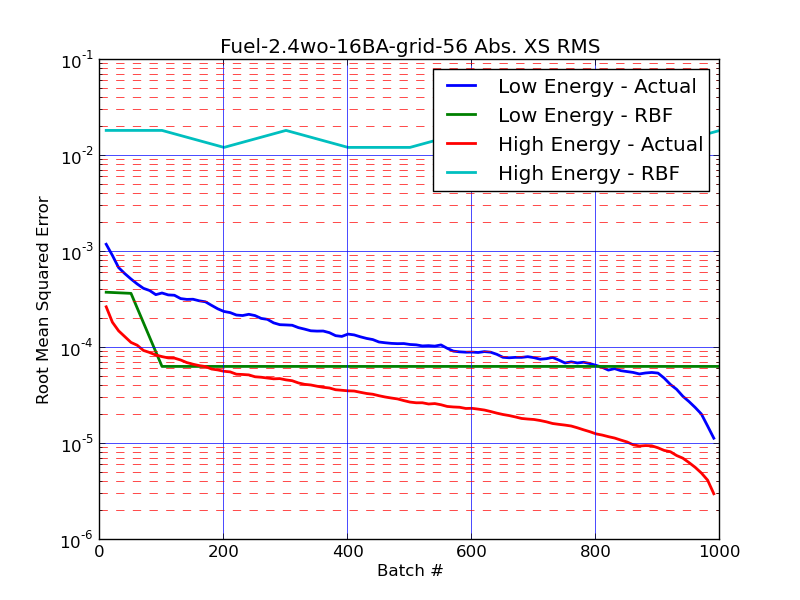 Fuel-2.4wo-16BA-grid-56 Abs. XS RMS
10^-1
10^-2
10^-3
10^-4
10^-5
10^-6
Root Mean Squared Error
Low Energy - Actual
Low Energy - RBF
High Energy - Actual
High Energy - RBF
0 200 400 600 800 1000
Batch #